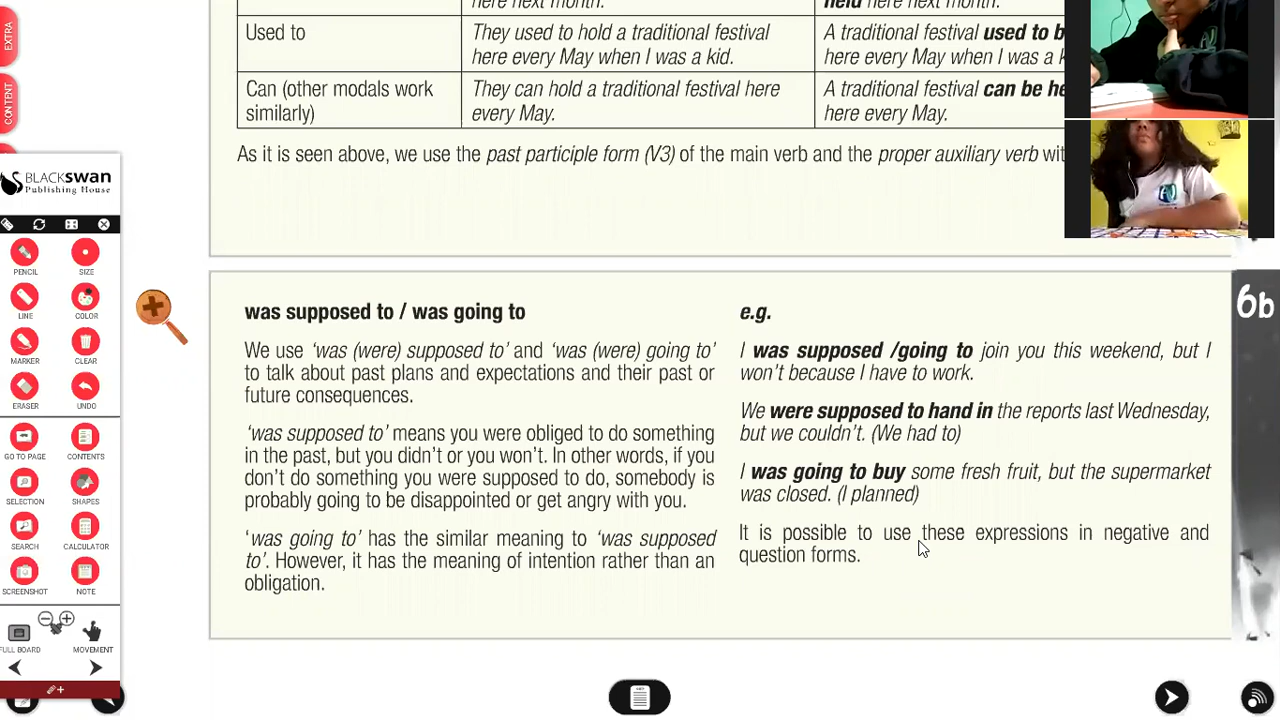 EXTRA
CONTENT
here next month.
held here next month.
Used to
They used to hold a traditional festival
here every May when I was a kid.
A traditional festival used to b
here every May when I was a k
Can (other modals work
similarly)
They can hold a traditional festival here
every May.
A traditional festival can be he
here every May.
As it is seen above, we use the past participle form (V3) of the main verb and the proper auxiliary verb wit
BLACKSWAN
Publishing House
PENCIL
SIZE
LINE
COLOR
MARKER
CLEAR
ERASER
UNDO
GO TO PAGE
CONTENTS
SELECTION
SHAPES
SEARCH
CALCULATOR
SCREENSHOT
NOTE
FULL BOARD
MOVEMENT
was supposed to / was going to
We use ‘was (were) supposed to’ and ‘was (were) going to’
to talk about past plans and expectations and their past or
future consequences.
‘was supposed to’ means you were obliged to do something
in the past, but you didn’t or you won’t. In other words, if you
don’t do something you were supposed to do, somebody is
probably going to be disappointed or get angry with you.
‘was going to’ has the similar meaning to ‘was supposed
to’. However, it has the meaning of intention rather than an
obligation.
e.g.
I was supposed /going to join you this weekend, but I
won’t because I have to work.
We were supposed to hand in the reports last Wednesday,
but we couldn’t. (We had to)
I was going to buy some fresh fruit, but the supermarket
was closed. (I planned)
It is possible to use these expressions in negative and
question forms.
6b